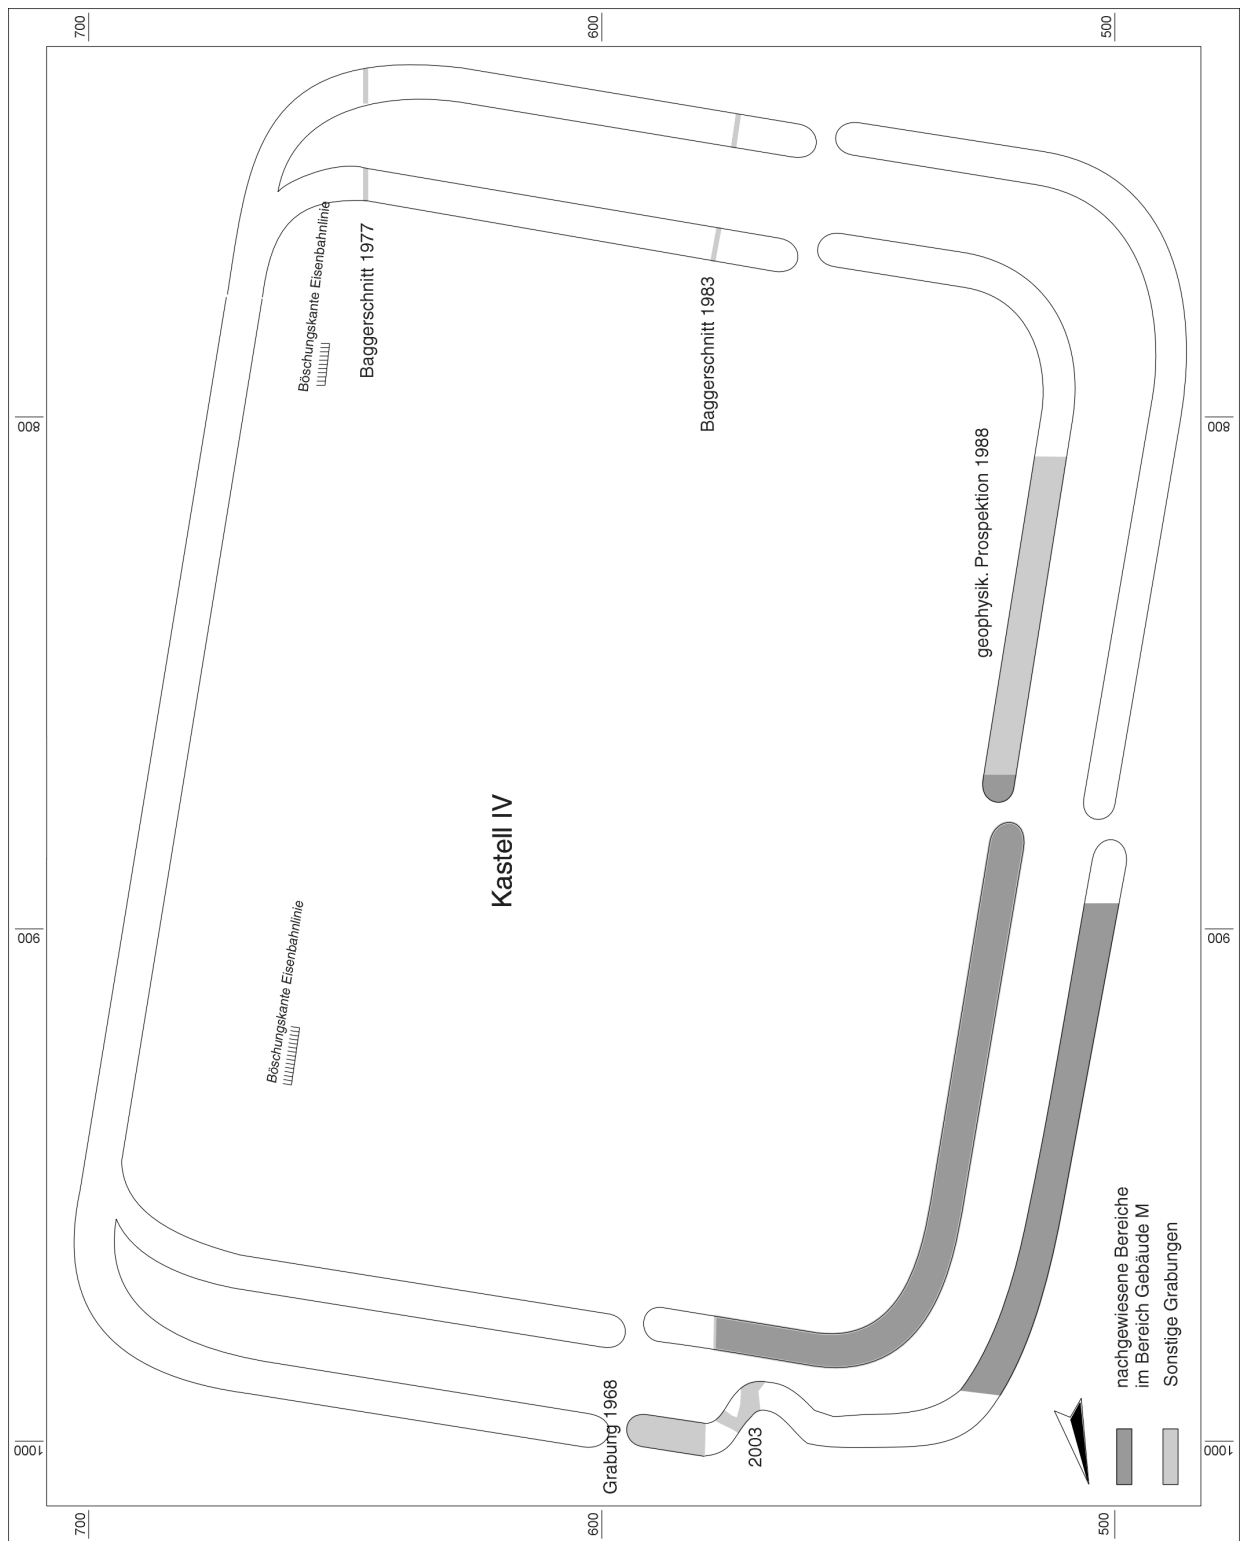 700
600
500
800
800
900
900
1000
1000
700
600
500
Böschungskante Eisenbahnlinie
Baggerschnitt 1977
Baggerschnitt 1983
geophysik. Prospektion 1988
Kastell IV
Böschungskante Eisenbahnlinie
Grabung 1968
2003
nachgewiesene Bereiche
im Bereich Gebäude M
Sonstige Grabungen